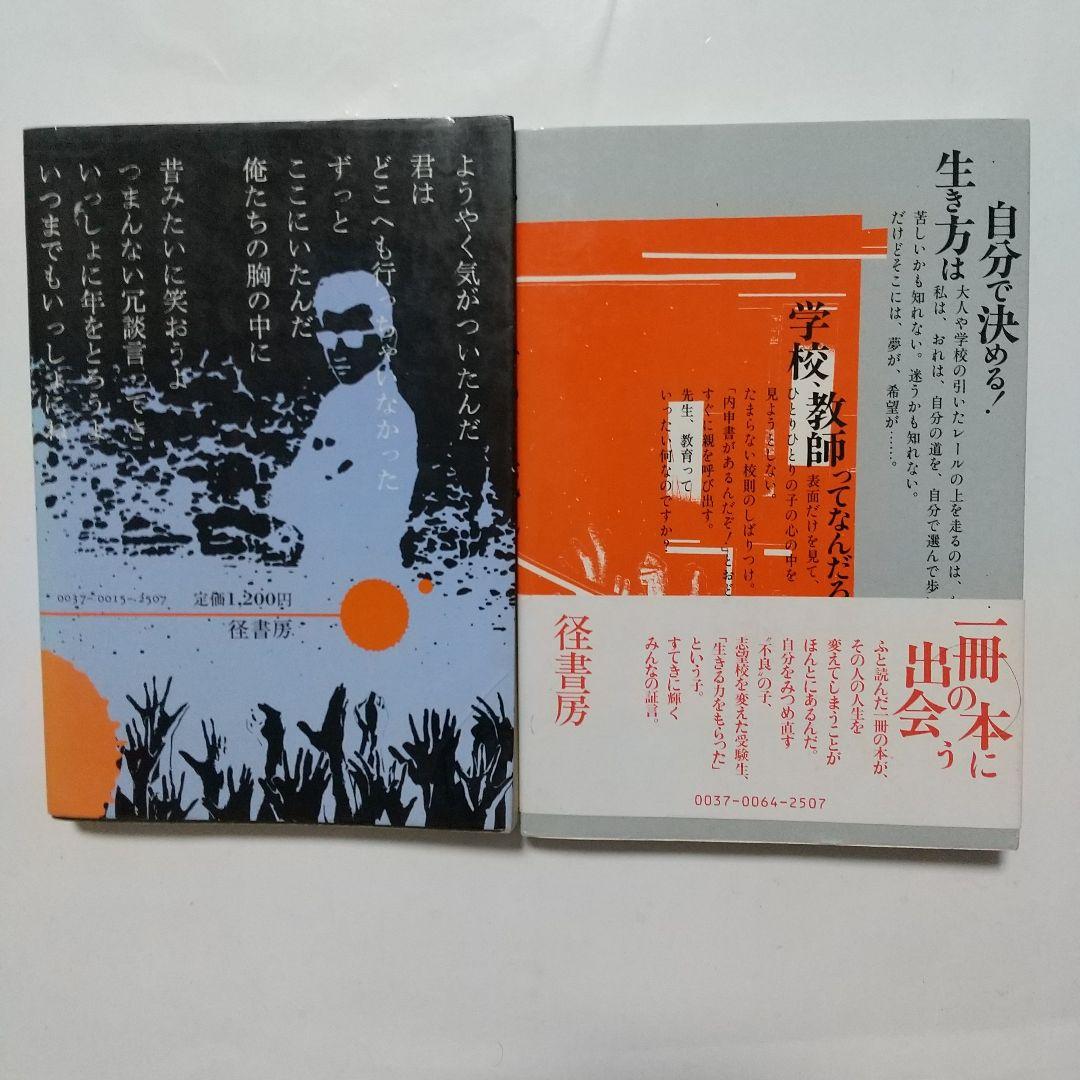 ようやく気がついたんだ
君は
どこへも行っちゃいなかった
ずっと
ここにいたんだ
俺たちの胸の中に
昔みたいに笑おうよ
つまんない冗談言ってさ
いっしょに年をとろうよ
いつまでもいっしょにね
0037-0015-2507
定価1,200円
径書房
自分で決める!
生き方は
大人や学校の引いたレールの上を走るのは、
私は、おれは、自分の道を、自分で選んで歩
苦しいかも知れない。迷うかも知れない。
だけどそこには、夢が、希望が……。
学校、教師ってなんだろ
表面だけを見て、
ひとりひとりの子の心の中を
見ようとしない。
たまらない校則のしばりつけ。
「内申書があるんだぞ!」とおど
すぐに親を呼び出す。
先生、教育って
いったい何なのですか?
一冊の本に
出会う
ふと読んだ一冊の本が、
その人の人生を
変えてしまうことが
ほんとにあるんだ。
自分をみつめ直す
〝不良〟の子、
志望校を変えた受験生、
「生きる力をもらった」
という子。
すてきに輝く
みんなの証言。
径書房
0037-0064-2507